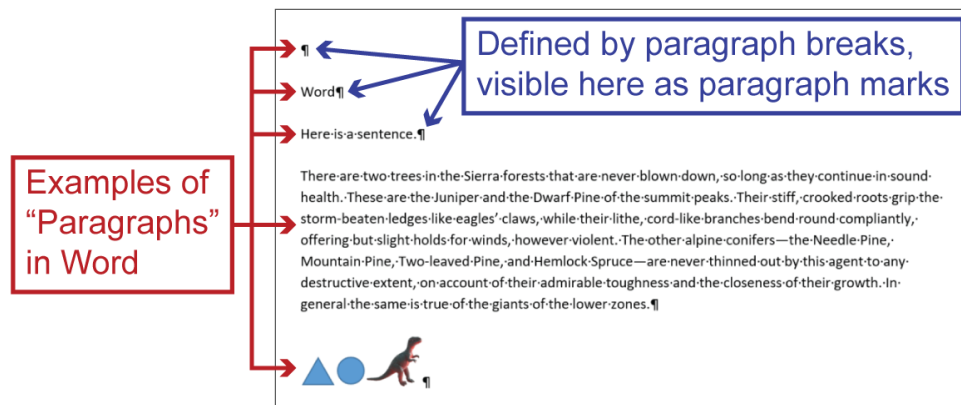 ¶
Defined by paragraph breaks,
visible here as paragraph marks
Word¶
Here·is·a·sentence.¶
Examples of
“Paragraphs”
in Word
There·are·two·trees·in·the·Sierra·forests·that·are·never·blown·down,·so·long·as·they·continue·in·sound·
health.·These·are·the·Juniper·and·the·Dwarf·Pine·of·the·summit·peaks.·Their·stiff,·crooked·roots·grip·the·
storm-beaten·ledges·like·eagles’·claws,·while·their·lithe,·cord-like·branches·bend·round·compliantly,·
offering·but·slight·holds·for·winds,·however·violent.·The·other·alpine·conifers—the·Needle·Pine,·
Mountain·Pine,·Two-leaved·Pine,·and·Hemlock·Spruce—are·never·thinned·out·by·this·agent·to·any·
destructive·extent,·on·account·of·their·admirable·toughness·and·the·closeness·of·their·growth.·In·
general·the·same·is·true·of·the·giants·of·the·lower·zones.¶
¶